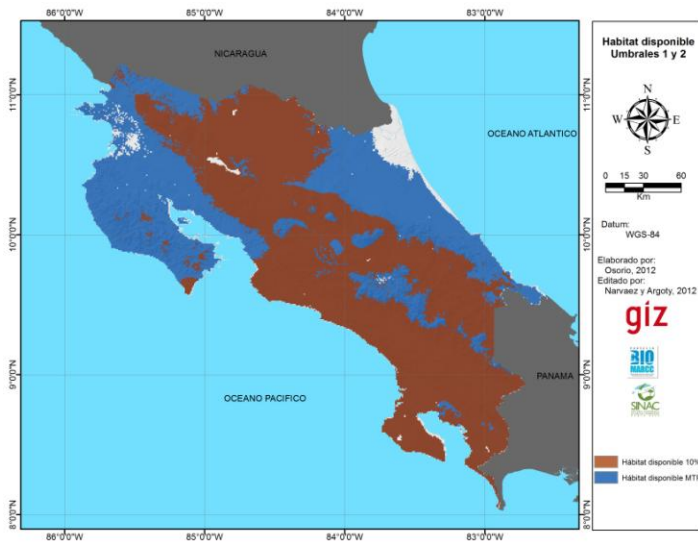 86°0'0"W 85°0'0"W 84°0'0"W 83°0'0"W
NICARAGUA
11°0'0"N 11°0'0"N
OCEANO ATLANTICO
10°0'0"N 10°0'0"N
9°0'0"N 9°0'0"N
PANAMA
OCEANO PACIFICO
8°0'0"N 8°0'0"N
86°0'0"W 85°0'0"W 84°0'0"W 83°0'0"W
Habitat disponible
Umbrales 1 y 2
N
W E
S
0 15 30 60
Km
Datum:
WGS-84
Elaborado por:
Osorio, 2012
Editado por:
Narvaez y Argoty, 2012
giz
BIO
MARCC
SINAC
Hábitat disponible 10%
Hábitat disponible